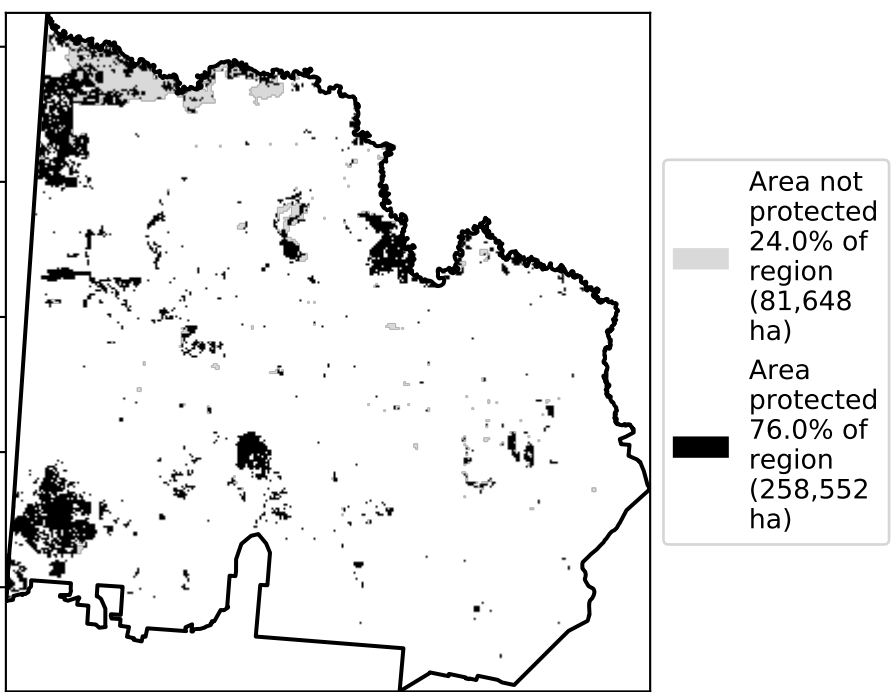 Area not
protected
24.0% of
region
(81,648
ha)
Area
protected
76.0% of
region
(258,552
ha)